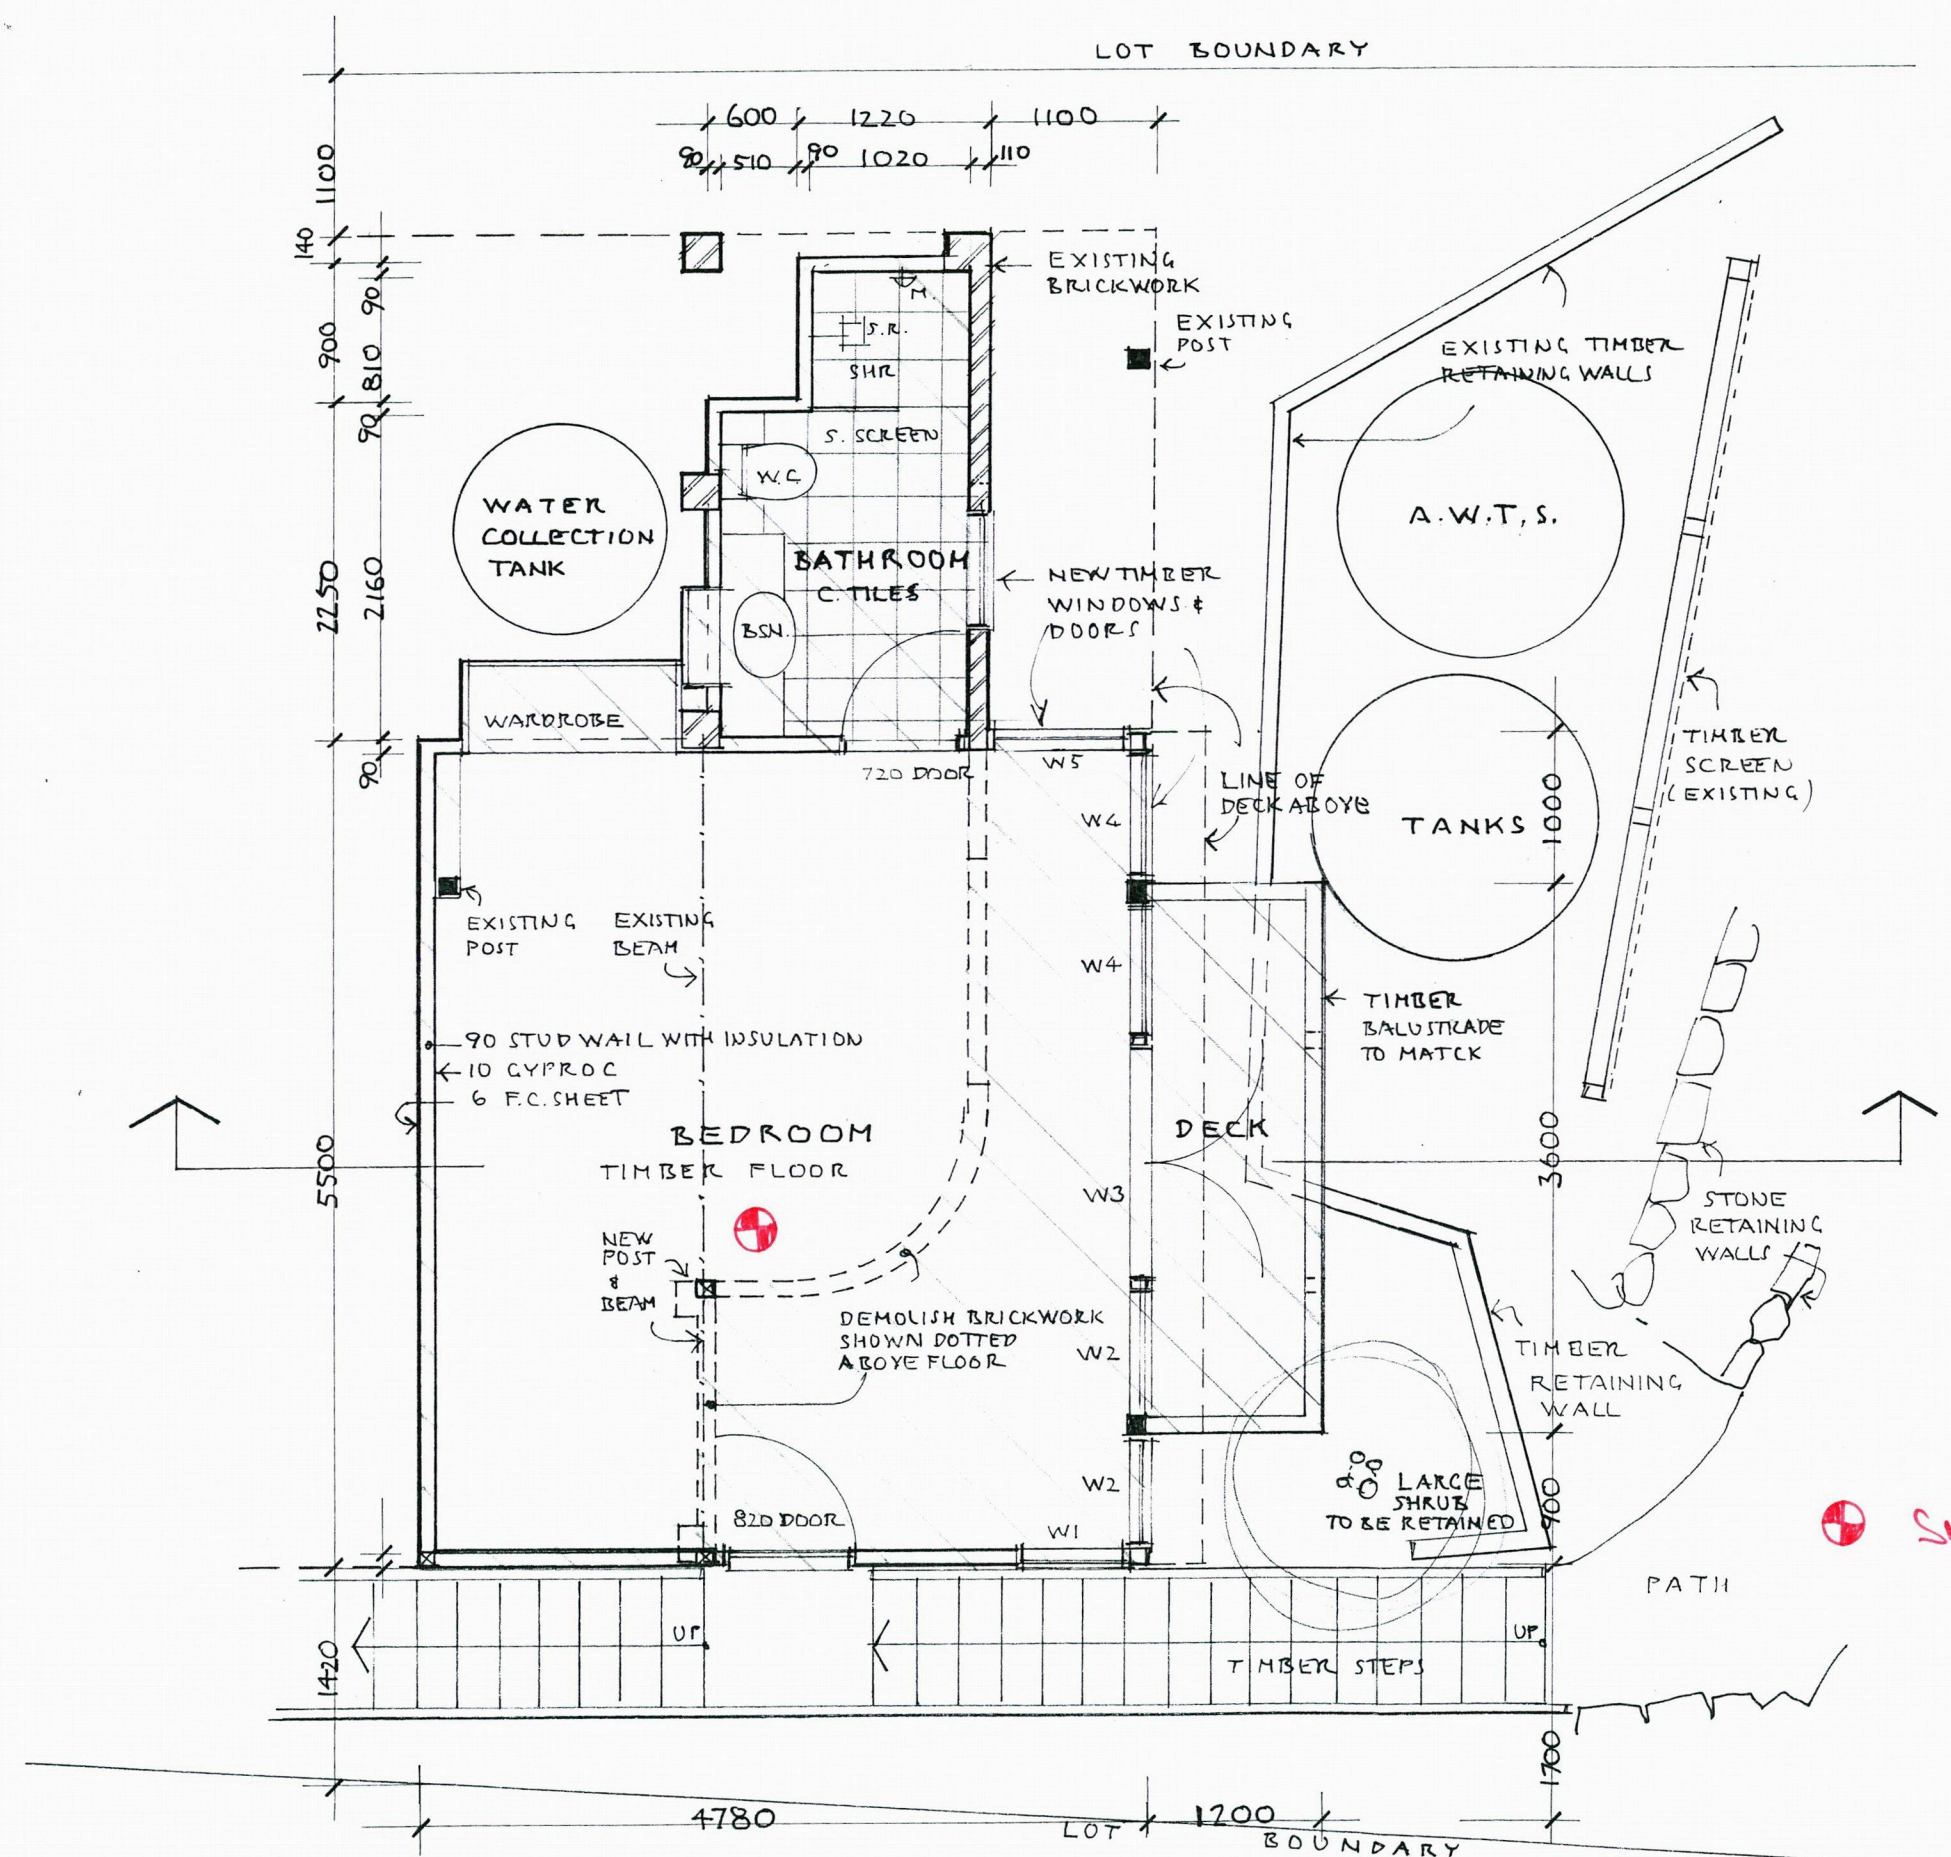 LOT BOUNDARY
600 1220 1100
90 510 90 1020 110
1100
140
90
900
810
90
2250
2160
90
5500
1420
EXISTING
BRICKWORK
M.
S.R.
SHR
S. SCREEN
W.C
BATHROOM
C. TILES
BSN.
EXISTING
POST
EXISTING TIMBER
RETAINING WALLS
A.W.T.S.
WATER
COLLECTION
TANK
NEW TIMBER
WINDOWS &
DOORS
WARDROBE
720 DOOR
W5
W4
LINE OF
DECK ABOVE
TANKS
1000
TIMBER
SCREEN
(EXISTING)
EXISTING
POST
EXISTING
BEAM
W4
TIMBER
BALUSTRADE
TO MATCK
90 STUD WALL WITH INSULATION
10 GYPROC
6 F.C. SHEET
BEDROOM
TIMBER FLOOR
DECK
3600
W3
STONE
RETAINING
WALLS
NEW
POST
&
BEAM
DEMOLISH BRICKWORK
SHOWN DOTTED
ABOVE FLOOR
W2
TIMBER
RETAINING
WALL
W2
LARGE
SHRUB
TO BE RETAINED
900
820 DOOR
W1
PATH
UP
UP
TIMBER STEPS
1700
4780
1200
LOT BOUNDARY